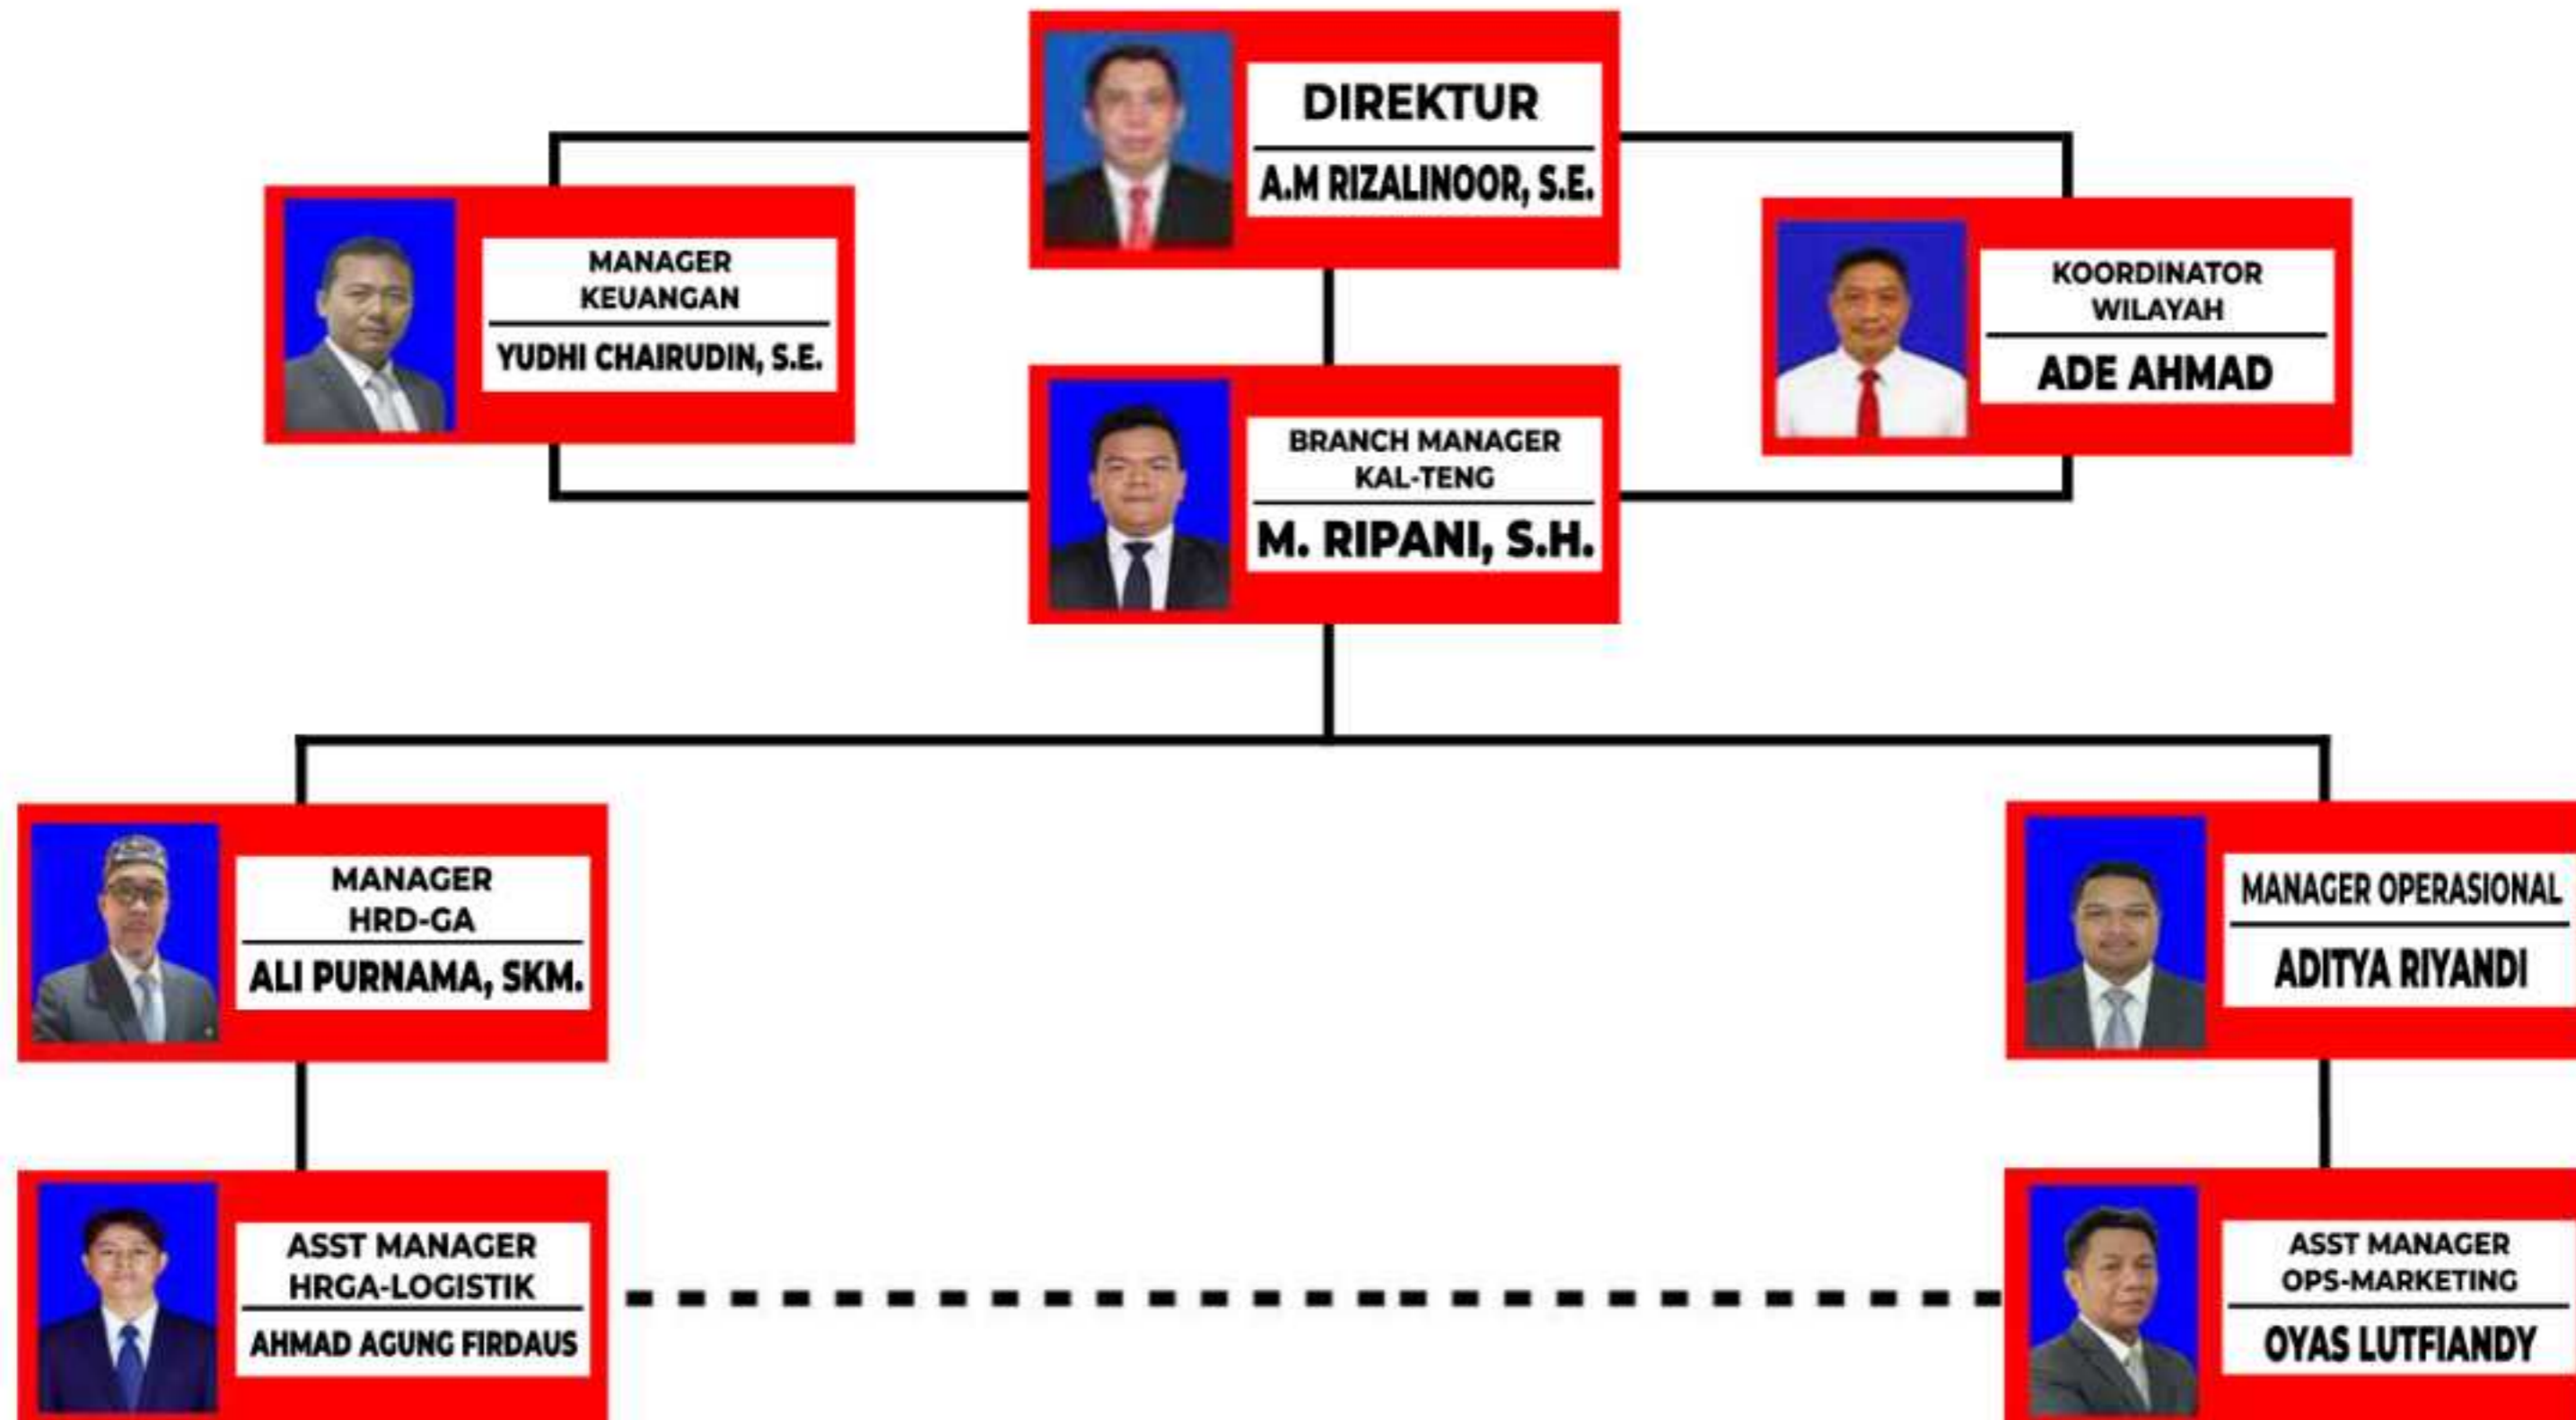 DIREKTUR
A.M RIZALINOOR, S.E.
MANAGER
KEUANGAN
YUDHI CHAIRUDIN, S.E.
KOORDINATOR
WILAYAH
ADE AHMAD
BRANCH MANAGER
KAL-TENG
M. RIPANI, S.H.
MANAGER
HRD-GA
ALI PURNAMA, SKM.
MANAGER OPERASIONAL
ADITYA RIYANDI
ASST MANAGER
HRGA-LOGISTIK
AHMAD AGUNG FIRDAUS
ASST MANAGER
OPS-MARKETING
OYAS LUTFIANDY